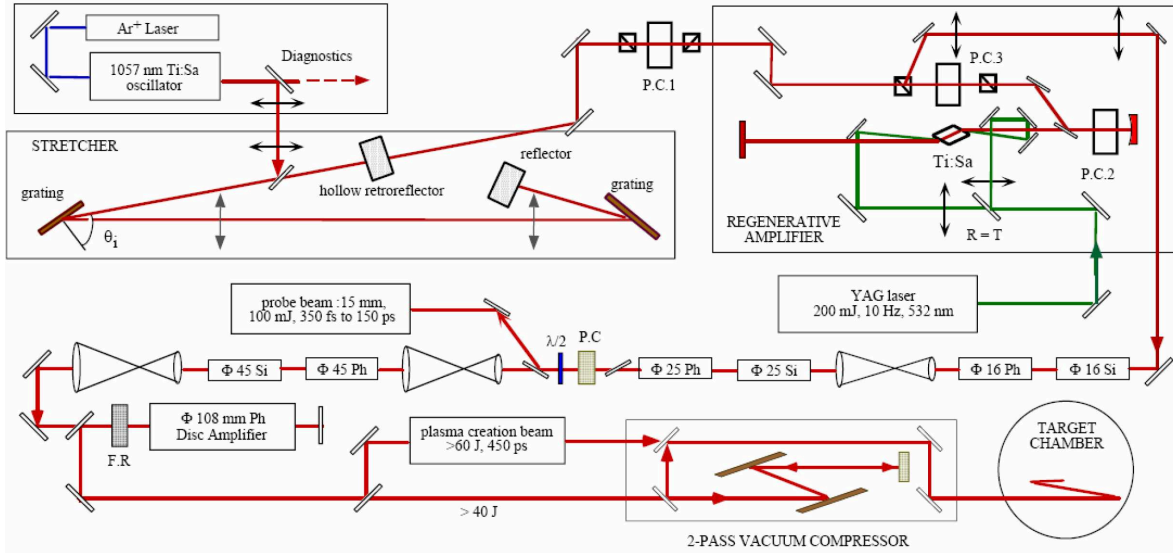 Ar+ Laser
1057 nm Ti:Sa
oscillator
Diagnostics
P.C.1
P.C.3
Ti:Sa
P.C.2
R = T
REGENERATIVE
AMPLIFIER
STRETCHER
reflector
hollow retroreflector
grating
grating
θi
YAG laser
200 mJ, 10 Hz, 532 nm
probe beam :15 mm,
100 mJ, 350 fs to 150 ps
λ/2
P.C
Φ 45 Si
Φ 45 Ph
Φ 25 Ph
Φ 25 Si
Φ 16 Ph
Φ 16 Si
Φ 108 mm Ph
Disc Amplifier
F.R
plasma creation beam
>60 J, 450 ps
> 40 J
2-PASS VACUUM COMPRESSOR
TARGET
CHAMBER